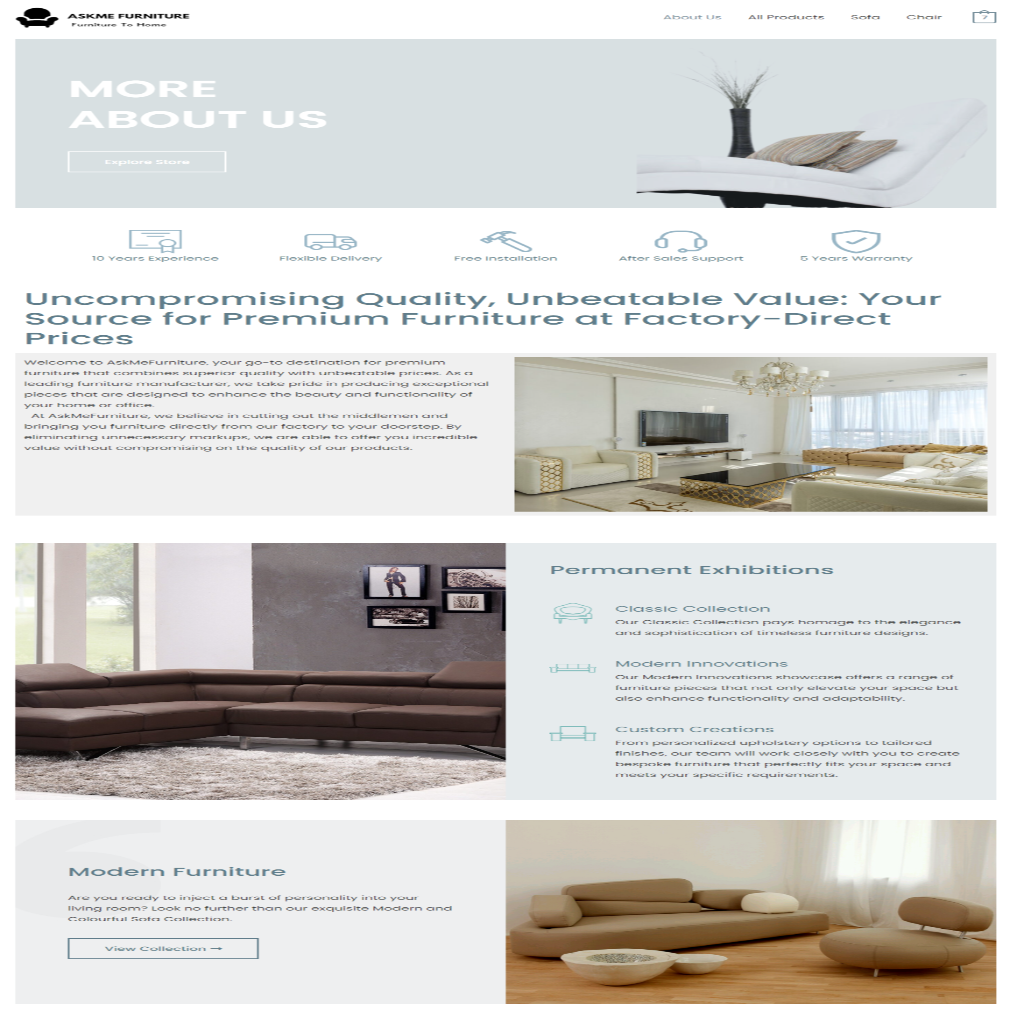 ASKME FURNITURE
Furniture To Home
About Us
All Products
Sofa
Chair
7
MORE
ABOUT US
Explore Store
10 Years Experience
Flexible Delivery
Free Installation
After Sales Support
5 Years Warranty
Uncompromising Quality, Unbeatable Value: Your
Source for Premium Furniture at Factory-Direct
Prices
Welcome to AskMeFurniture, your go-to destination for premium
furniture that combines superior quality with unbeatable prices. As a
leading furniture manufacturer, we take pride in producing exceptional
pieces that are designed to enhance the beauty and functionality of
your home or office.
At AskMeFurniture, we believe in cutting out the middlemen and
bringing you furniture directly from our factory to your doorstep. By
eliminating unnecessary markups, we are able to offer you incredible
value without compromising on the quality of our products.
Permanent Exhibitions
Classic Collection
Our Classic Collection pays homage to the elegance
and sophistication of timeless furniture designs.
Modern Innovations
Our Modern Innovations showcase offers a range of
furniture pieces that not only elevate your space but
also enhance functionality and adaptability.
Custom Creations
From personalized upholstery options to tailored
finishes, our team will work closely with you to create
bespoke furniture that perfectly fits your space and
meets your specific requirements.
6
Modern Furniture
Are you ready to inject a burst of personality into your
living room? Look no further than our exquisite Modern and
Colourful Sofa Collection.
View Collection →